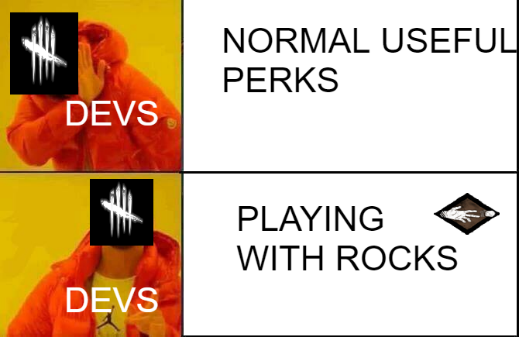 NORMAL USEFUL
PERKS
DEVS
PLAYING
WITH ROCKS
DEVS